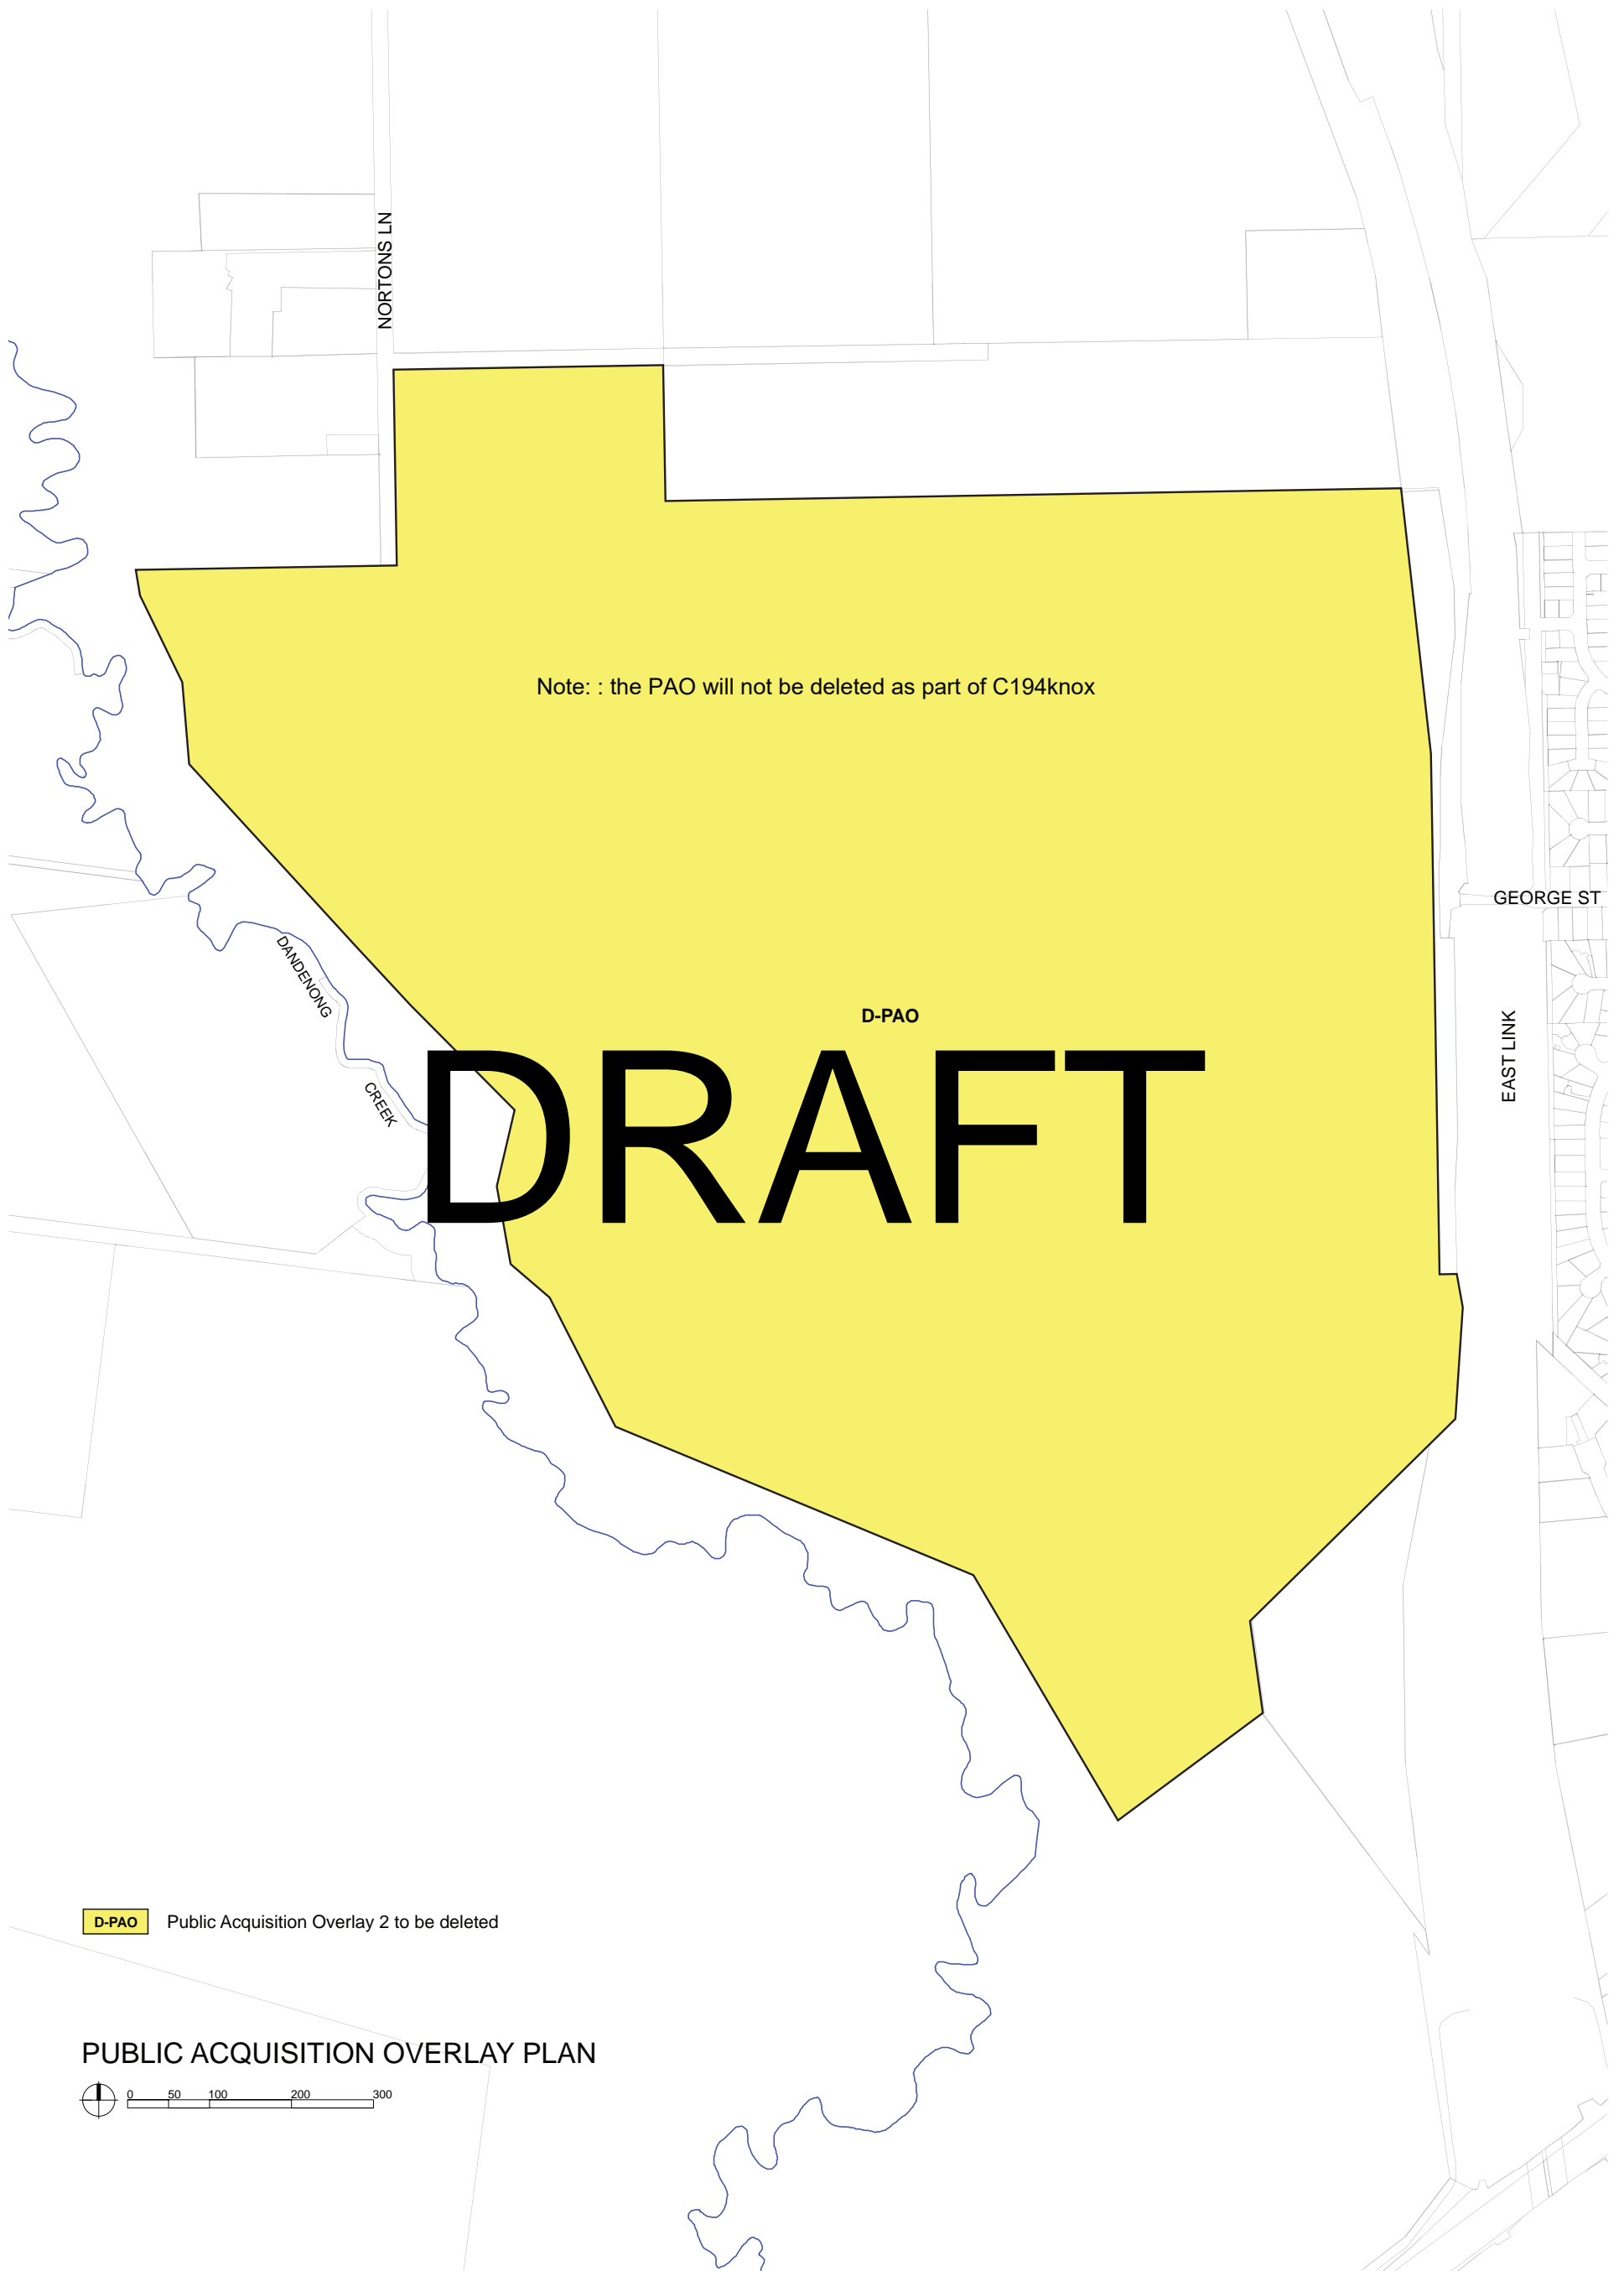 NORTONS LN
Note: : the PAO will not be deleted as part of C194knox
GEORGE ST
DANDENONG
CREEK
D-PAO
EAST LINK
DRAFT
D-PAO Public Acquisition Overlay 2 to be deleted
PUBLIC ACQUISITION OVERLAY PLAN
0 50 100 200 300